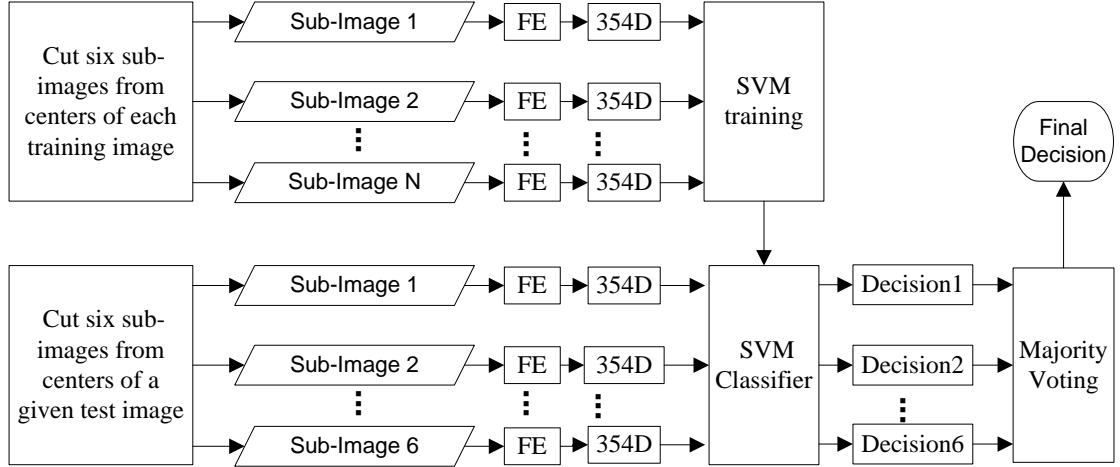 Cut six sub-
images from
centers of each
training image
Sub-Image 1
FE
354D
Sub-Image 2
FE
354D
Sub-Image N
FE
354D
SVM
training
Final
Decision
Cut six sub-
images from
centers of a
given test image
Sub-Image 1
FE
354D
Sub-Image 2
FE
354D
Sub-Image 6
FE
354D
SVM
Classifier
Decision1
Decision2
Decision6
Majority
Voting